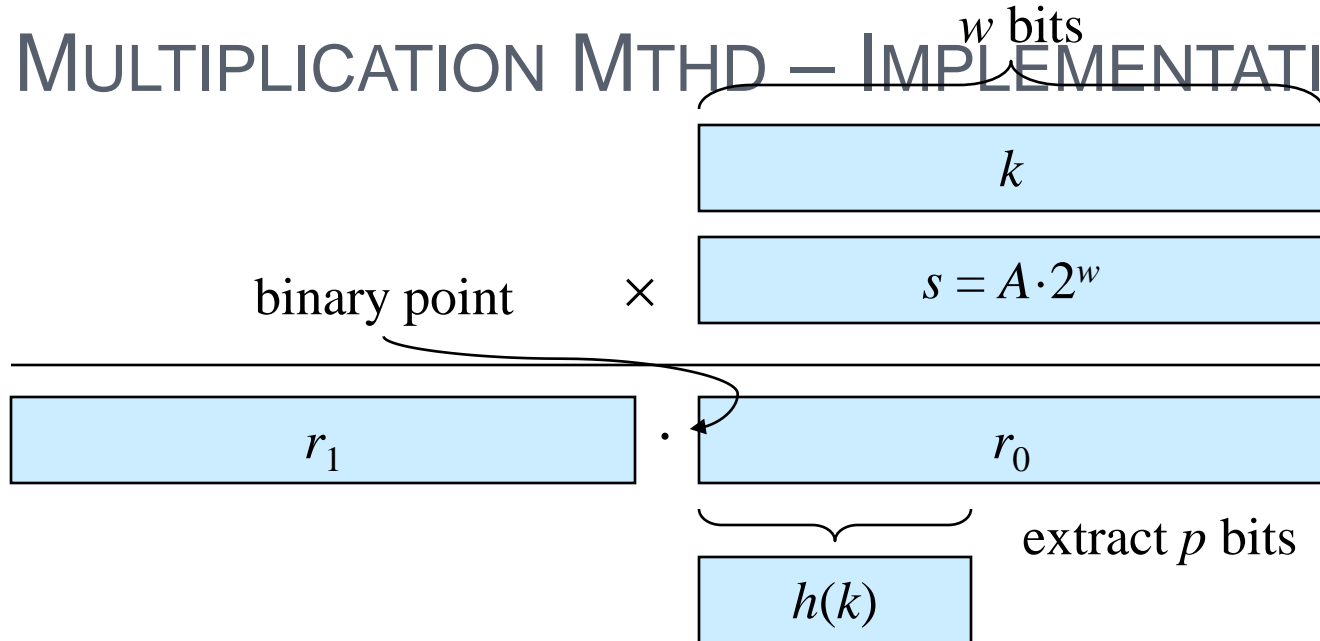 MULTIPLICATION MTHD – IMPLEMENTATI
w bits
k
binary point × s = A·2^w
r₁ · r₀
extract p bits
h(k)